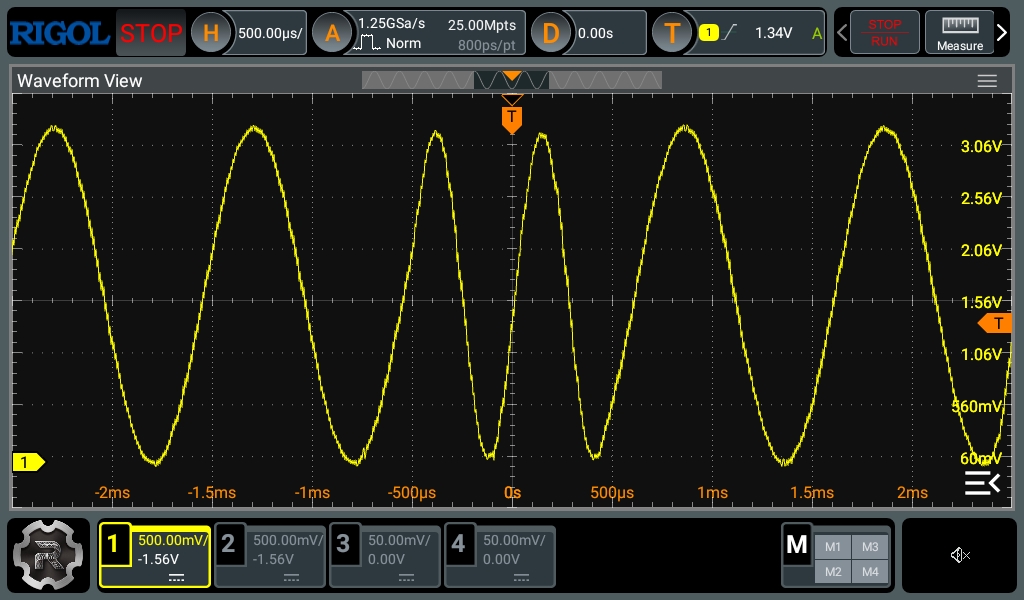 RIGOL STOP H 500.00µs/ A 1.25GSa/s 25.00Mpts D 0.00s T 1 1.34V A STOP
Norm 800ps/pt RUN Measure
Waveform View
T
3.06V
2.56V
2.06V
1.56V
T
1.06V
560mV
1 60mV
-2ms -1.5ms -1ms -500µs 0s 500µs 1ms 1.5ms 2ms
R 1 500.00mV/ 2 500.00mV/ 3 50.00mV/ 4 50.00mV/ M M1 M3
-1.56V -1.56V 0.00V 0.00V M2 M4